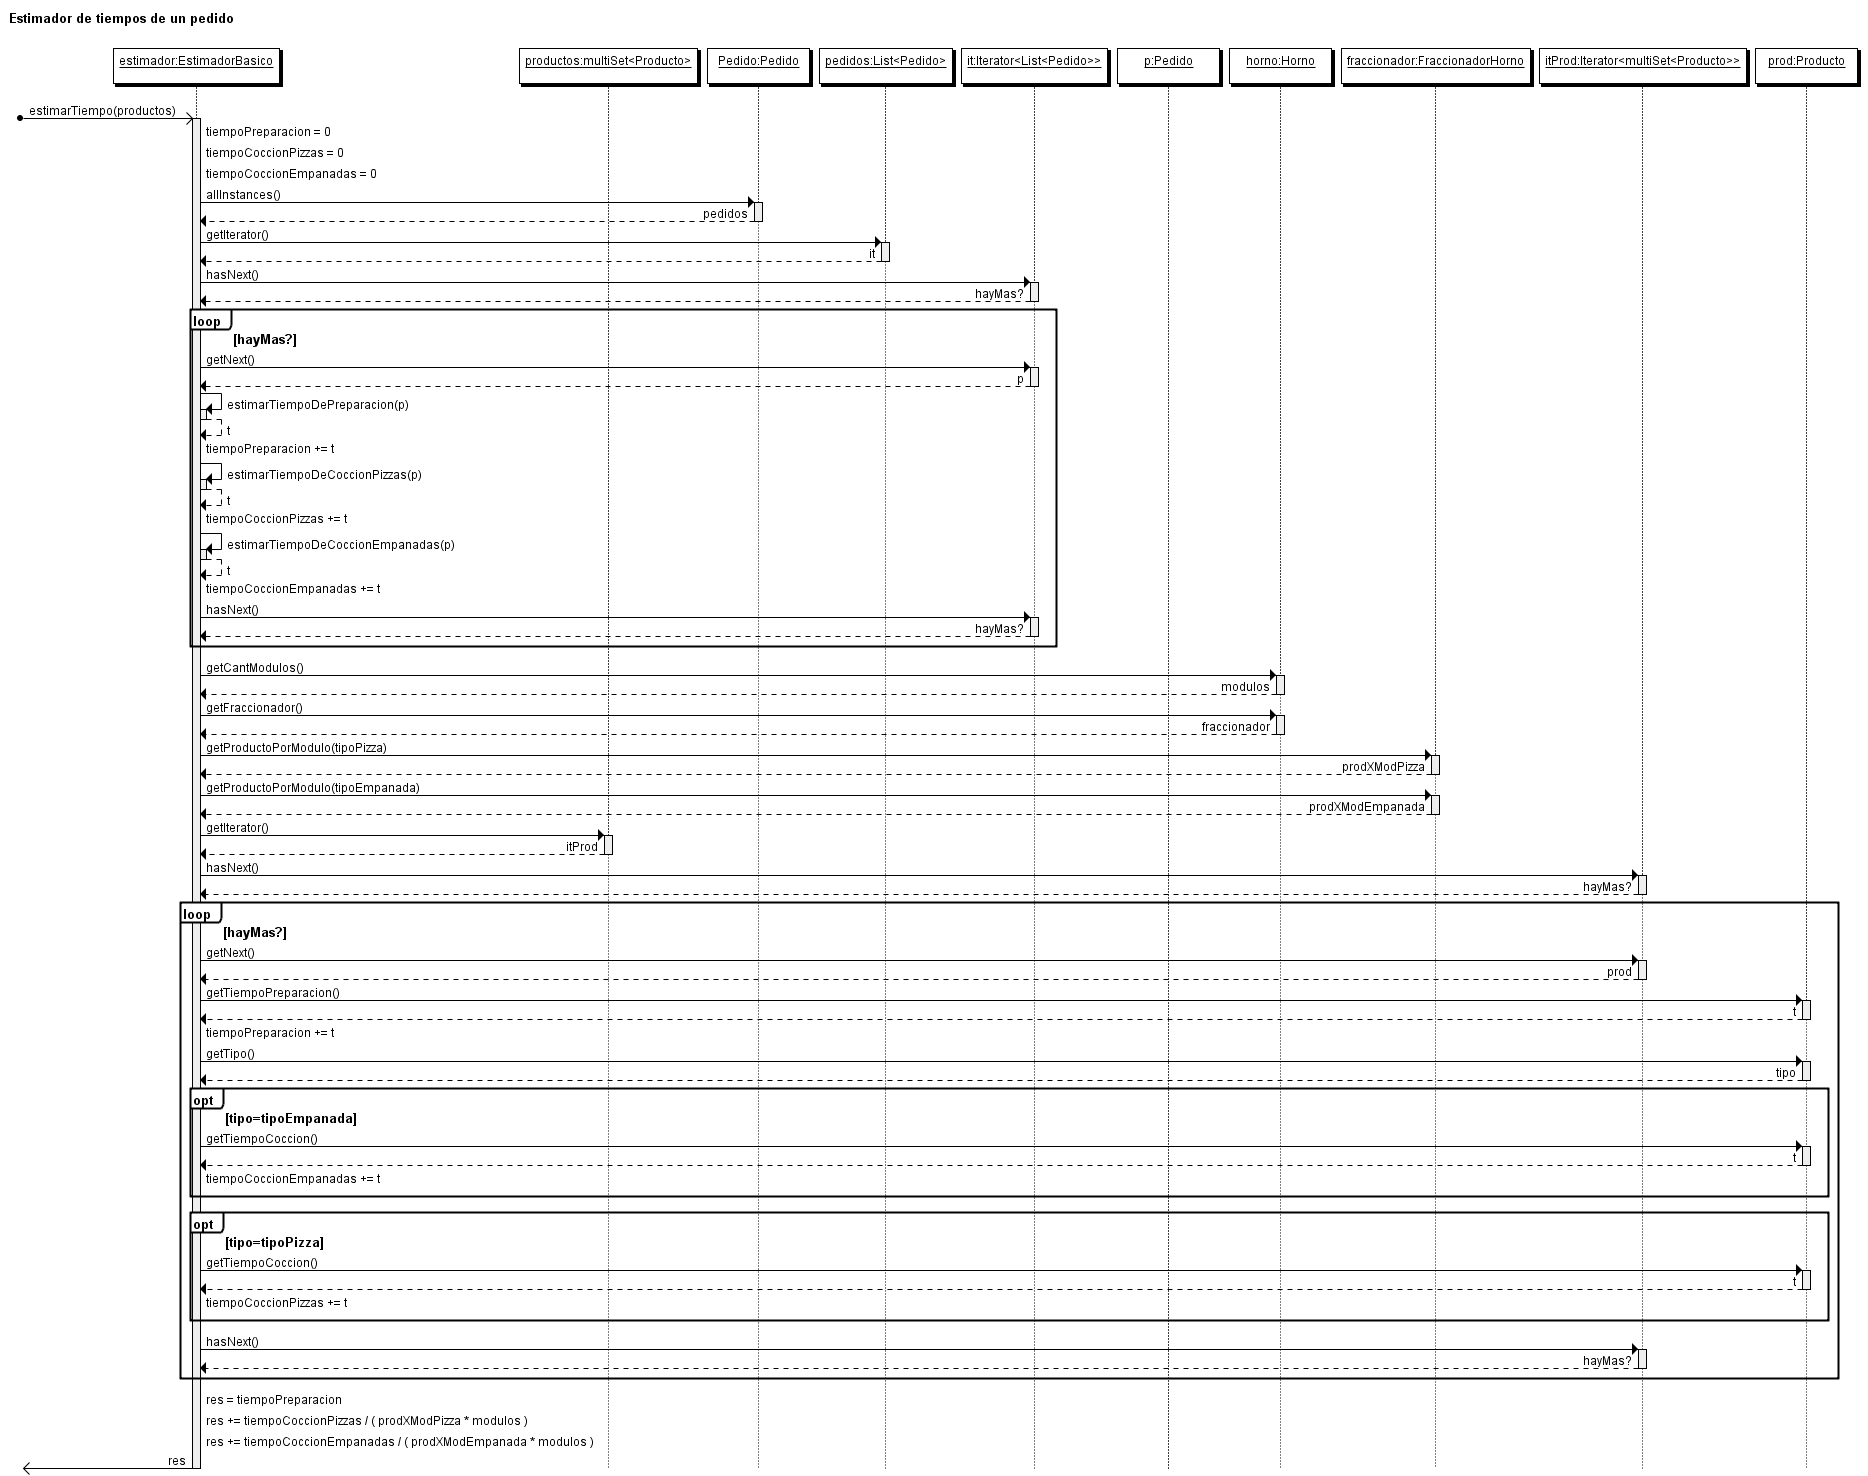 Estimador de tiempos de un pedido
estimador:EstimadorBasico
productos:multiSet<Producto>
Pedido:Pedido
pedidos:List<Pedido>
it:Iterator<List<Pedido>>
p:Pedido
horno:Horno
fraccionador:FraccionadorHorno
itProd:Iterator<multiSet<Producto>>
prod:Producto
estimarTiempo(productos)
tiempoPreparacion = 0
tiempoCoccionPizzas = 0
tiempoCoccionEmpanadas = 0
allInstances()
pedidos
getIterator()
it
hasNext()
hayMas?
loop
[hayMas?]
getNext()
p
estimarTiempoDePreparacion(p)
t
tiempoPreparacion += t
estimarTiempoDeCoccionPizzas(p)
t
tiempoCoccionPizzas += t
estimarTiempoDeCoccionEmpanadas(p)
t
tiempoCoccionEmpanadas += t
hasNext()
hayMas?
getCantModulos()
modulos
getFraccionador()
fraccionador
getProductoPorModulo(tipoPizza)
prodXModPizza
getProductoPorModulo(tipoEmpanada)
prodXModEmpanada
getIterator()
itProd
hasNext()
hayMas?
loop
[hayMas?]
getNext()
prod
getTiempoPreparacion()
t
tiempoPreparacion += t
getTipo()
tipo
opt
[tipo=tipoEmpanada]
getTiempoCoccion()
t
tiempoCoccionEmpanadas += t
opt
[tipo=tipoPizza]
getTiempoCoccion()
t
tiempoCoccionPizzas += t
hasNext()
hayMas?
res = tiempoPreparacion
res += tiempoCoccionPizzas / ( prodXModPizza * modulos )
res += tiempoCoccionEmpanadas / ( prodXModEmpanada * modulos )
res